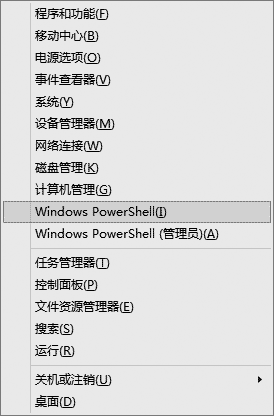 程序和功能(F)
移动中心(B)
电源选项(O)
事件查看器(V)
系统(Y)
设备管理器(M)
网络连接(W)
磁盘管理(K)
计算机管理(G)
Windows PowerShell(I)
Windows PowerShell (管理员)(A)
任务管理器(T)
控制面板(P)
文件资源管理器(E)
搜索(S)
运行(R)
关机或注销(U)
桌面(D)